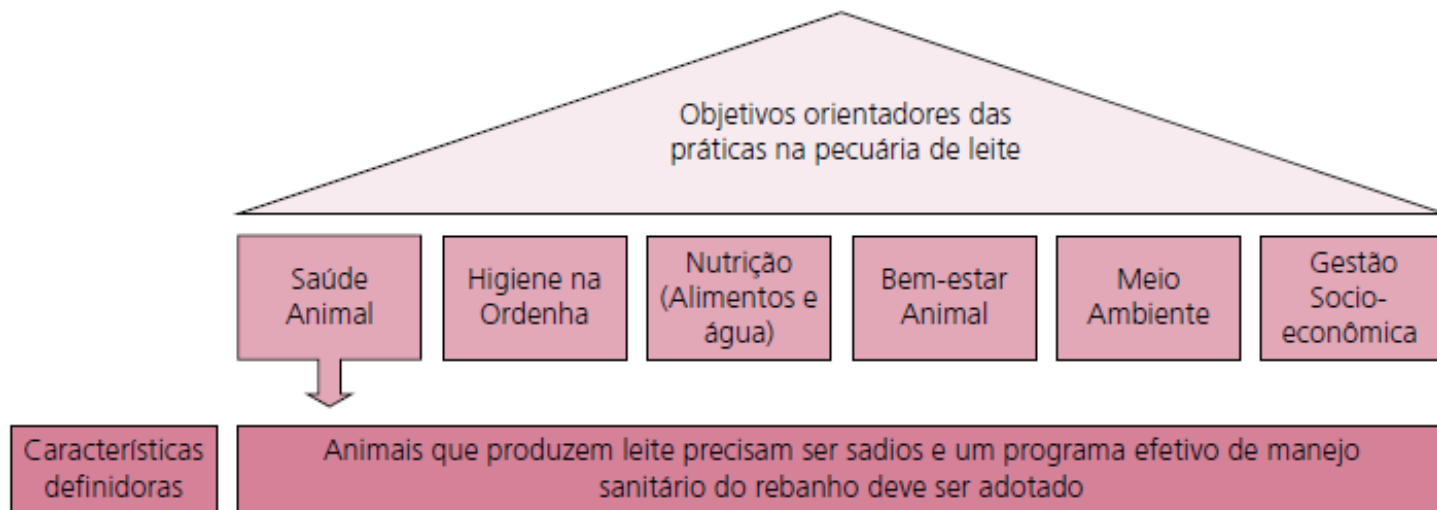 Objetivos orientadores das
práticas na pecuária de leite
Saúde
Animal
Higiene na
Ordenha
Nutrição
(Alimentos e
água)
Bem-estar
Animal
Meio
Ambiente
Gestão
Socio-
econômica
Características
definidoras
Animais que produzem leite precisam ser sadios e um programa efetivo de manejo
sanitário do rebanho deve ser adotado